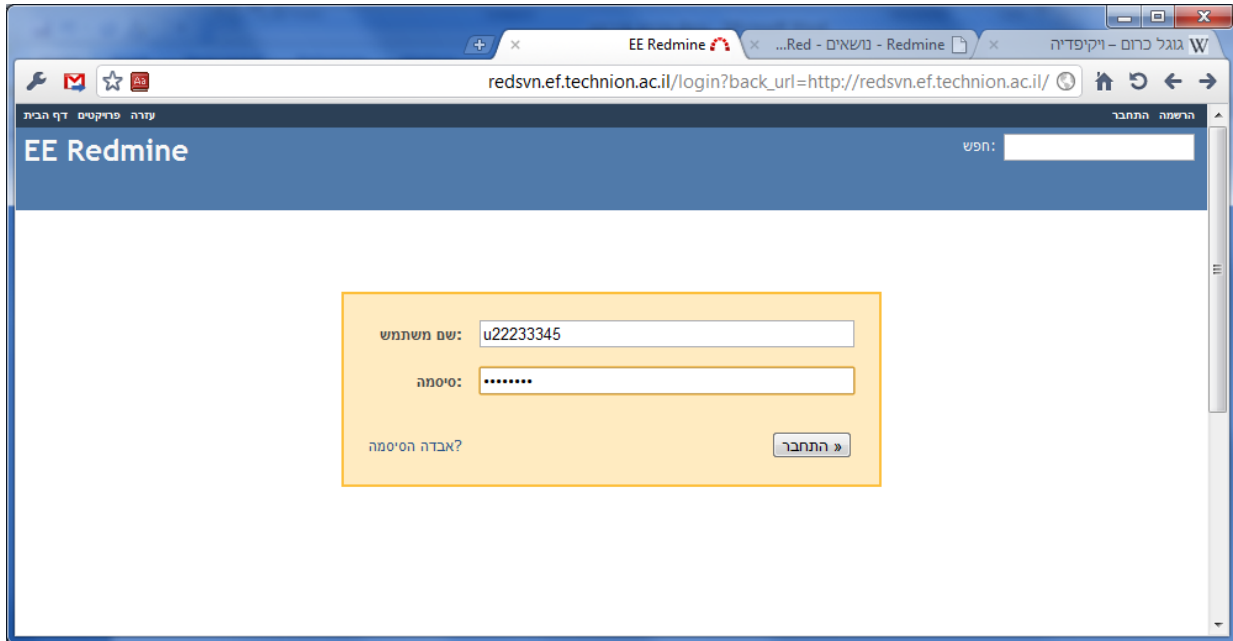 גוגל כרום – ויקיפדיה
Redmine - נושאים - Red...
EE Redmine
redsvn.ef.technion.ac.il/login?back_url=http://redsvn.ef.technion.ac.il/
דף הבית פרויקטים עזרה
התחבר הרשמה
EE Redmine
חפש:
שם משתמש:
u22233345
סיסמה:
••••••••
אבדה הסיסמה?
התחבר »